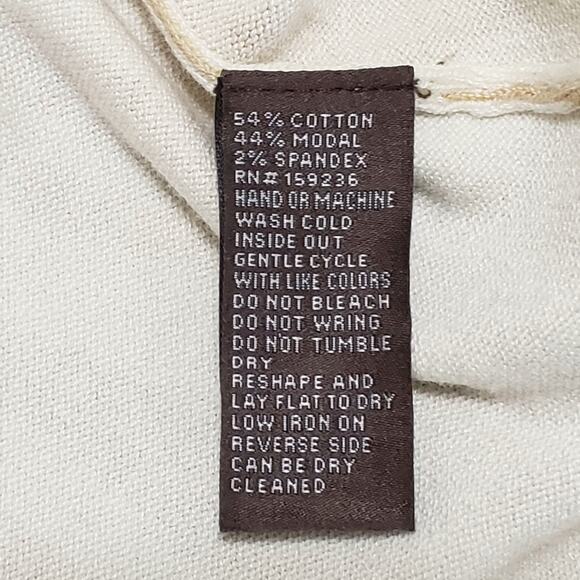 54% COTTON
44% MODAL
2% SPANDEX
RN# 159236
HAND OR MACHINE
WASH COLD
INSIDE OUT
GENTLE CYCLE
WITH LIKE COLORS
DO NOT BLEACH
DO NOT WRING
DO NOT TUMBLE
DRY
RESHAPE AND
LAY FLAT TO DRY
LOW IRON ON
REVERSE SIDE
CAN BE DRY
CLEANED